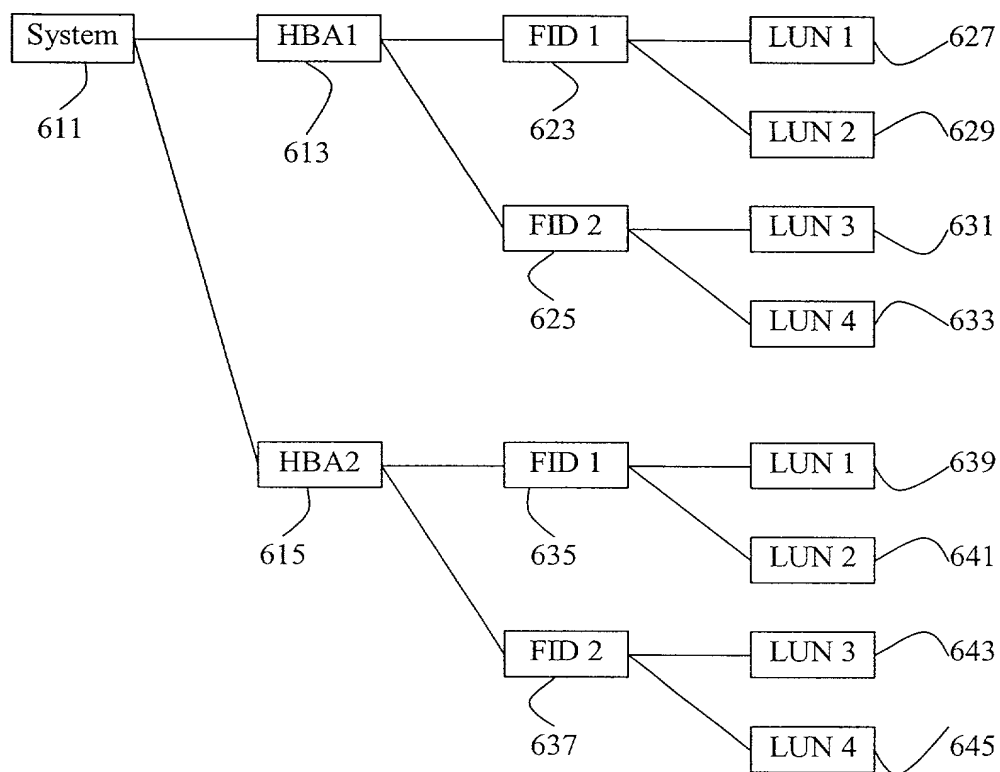 System HBA1 FID 1 LUN 1 627
611 613 623
LUN 2 629
FID 2 LUN 3 631
625
LUN 4 633
HBA2 FID 1 LUN 1 639
615 635
LUN 2 641
FID 2 LUN 3 643
637
LUN 4 645